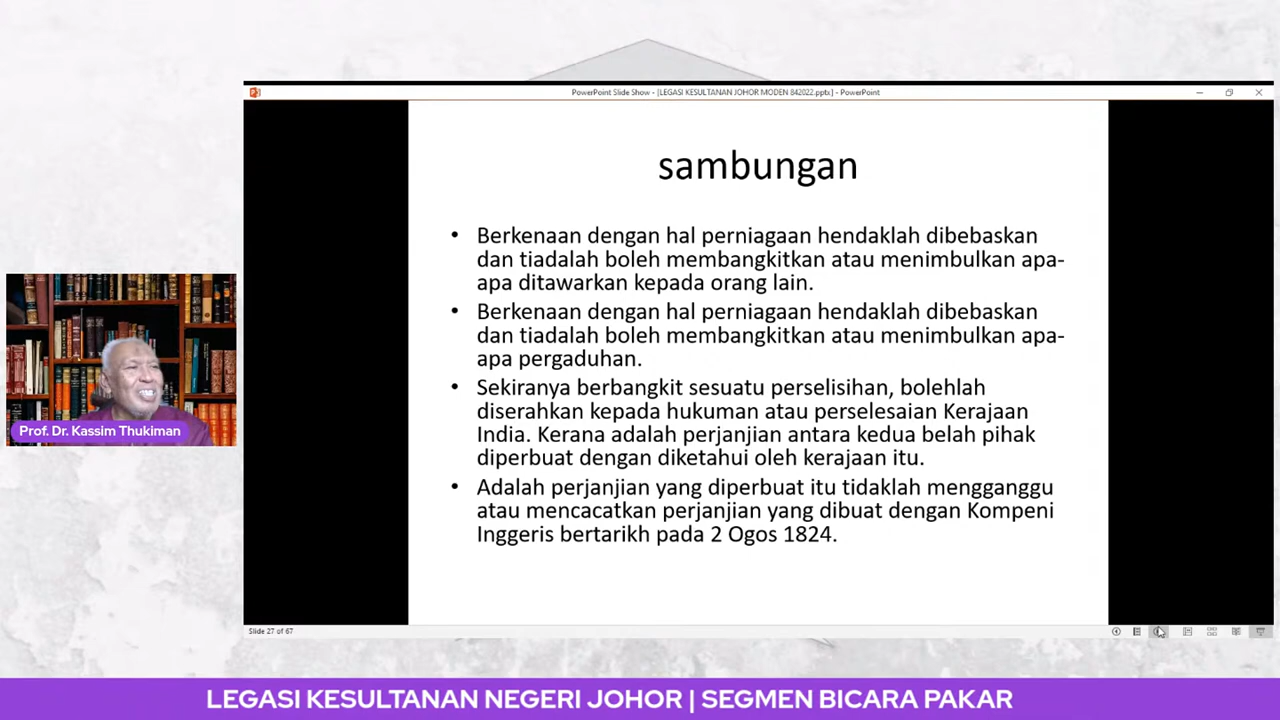 PowerPoint Slide Show - [LEGASI KESULTANAN JOHOR MODEN 842022.pptx] - PowerPoint
sambungan
• Berkenaan dengan hal perniagaan hendaklah dibebaskan
dan tiadalah boleh membangkitkan atau menimbulkan apa-
apa ditawarkan kepada orang lain.
• Berkenaan dengan hal perniagaan hendaklah dibebaskan
dan tiadalah boleh membangkitkan atau menimbulkan apa-
apa pergaduhan.
• Sekiranya berbangkit sesuatu perselisihan, bolehlah
diserahkan kepada hukuman atau perselesaian Kerajaan
India. Kerana adalah perjanjian antara kedua belah pihak
diperbuat dengan diketahui oleh kerajaan itu.
• Adalah perjanjian yang diperbuat itu tidaklah mengganggu
atau mencacatkan perjanjian yang dibuat dengan Kompeni
Inggeris bertarikh pada 2 Ogos 1824.
Prof. Dr. Kassim Thukiman
Slide 27 of 67
LEGASI KESULTANAN NEGERI JOHOR | SEGMEN BICARA PAKAR